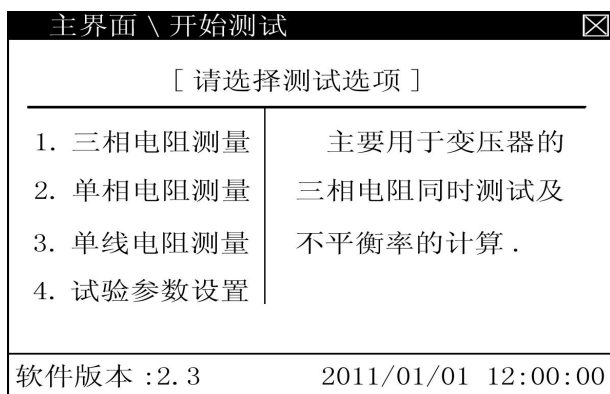 主界面 \ 开始测试
[ 请选择测试选项 ]
1. 三相电阻测量
2. 单相电阻测量
3. 单线电阻测量
4. 试验参数设置
主要用于变压器的
三相电阻同时测试及
不平衡率的计算 .
软件版本 :2.3
2011/01/01 12:00:00